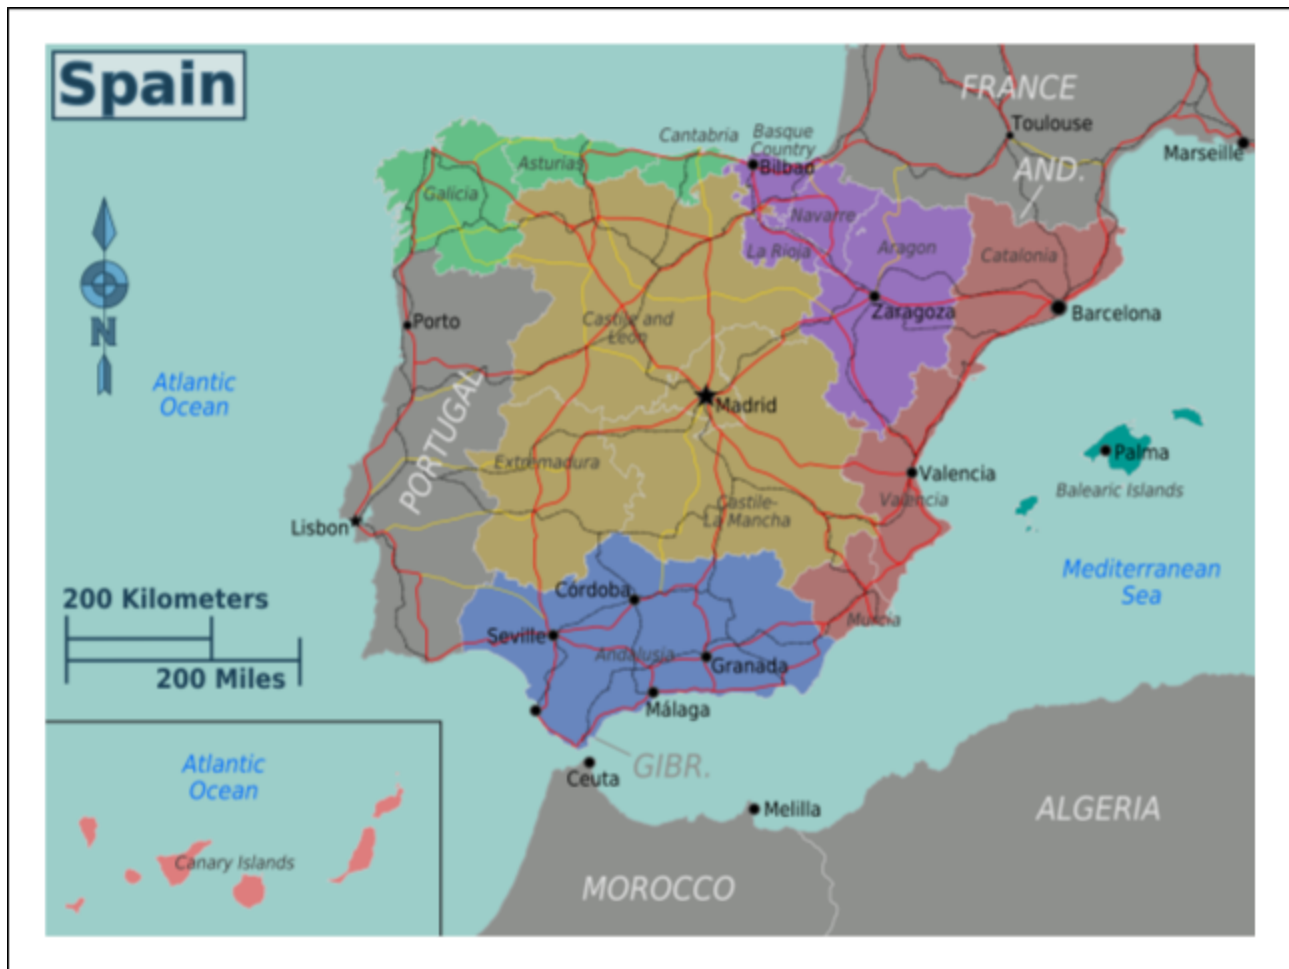 Spain
FRANCE
Toulouse
Marseille
AND.
Cantabria
Basque
Country
Bilbao
Asturias
Galicia
Navarre
La Rioja
Aragon
Catalonia
Zaragoza
Barcelona
N
Porto
Castile and
León
Atlantic
Ocean
PORTUGAL
Madrid
Palma
Balearic Islands
Extremadura
Valencia
Valencia
Castile-
La Mancha
Lisbon
Mediterranean
Sea
200 Kilometers
200 Miles
Córdoba
Seville
Murcia
Andalusia
Granada
Málaga
GIBR.
Ceuta
Melilla
ALGERIA
MOROCCO
Atlantic
Ocean
Canary Islands